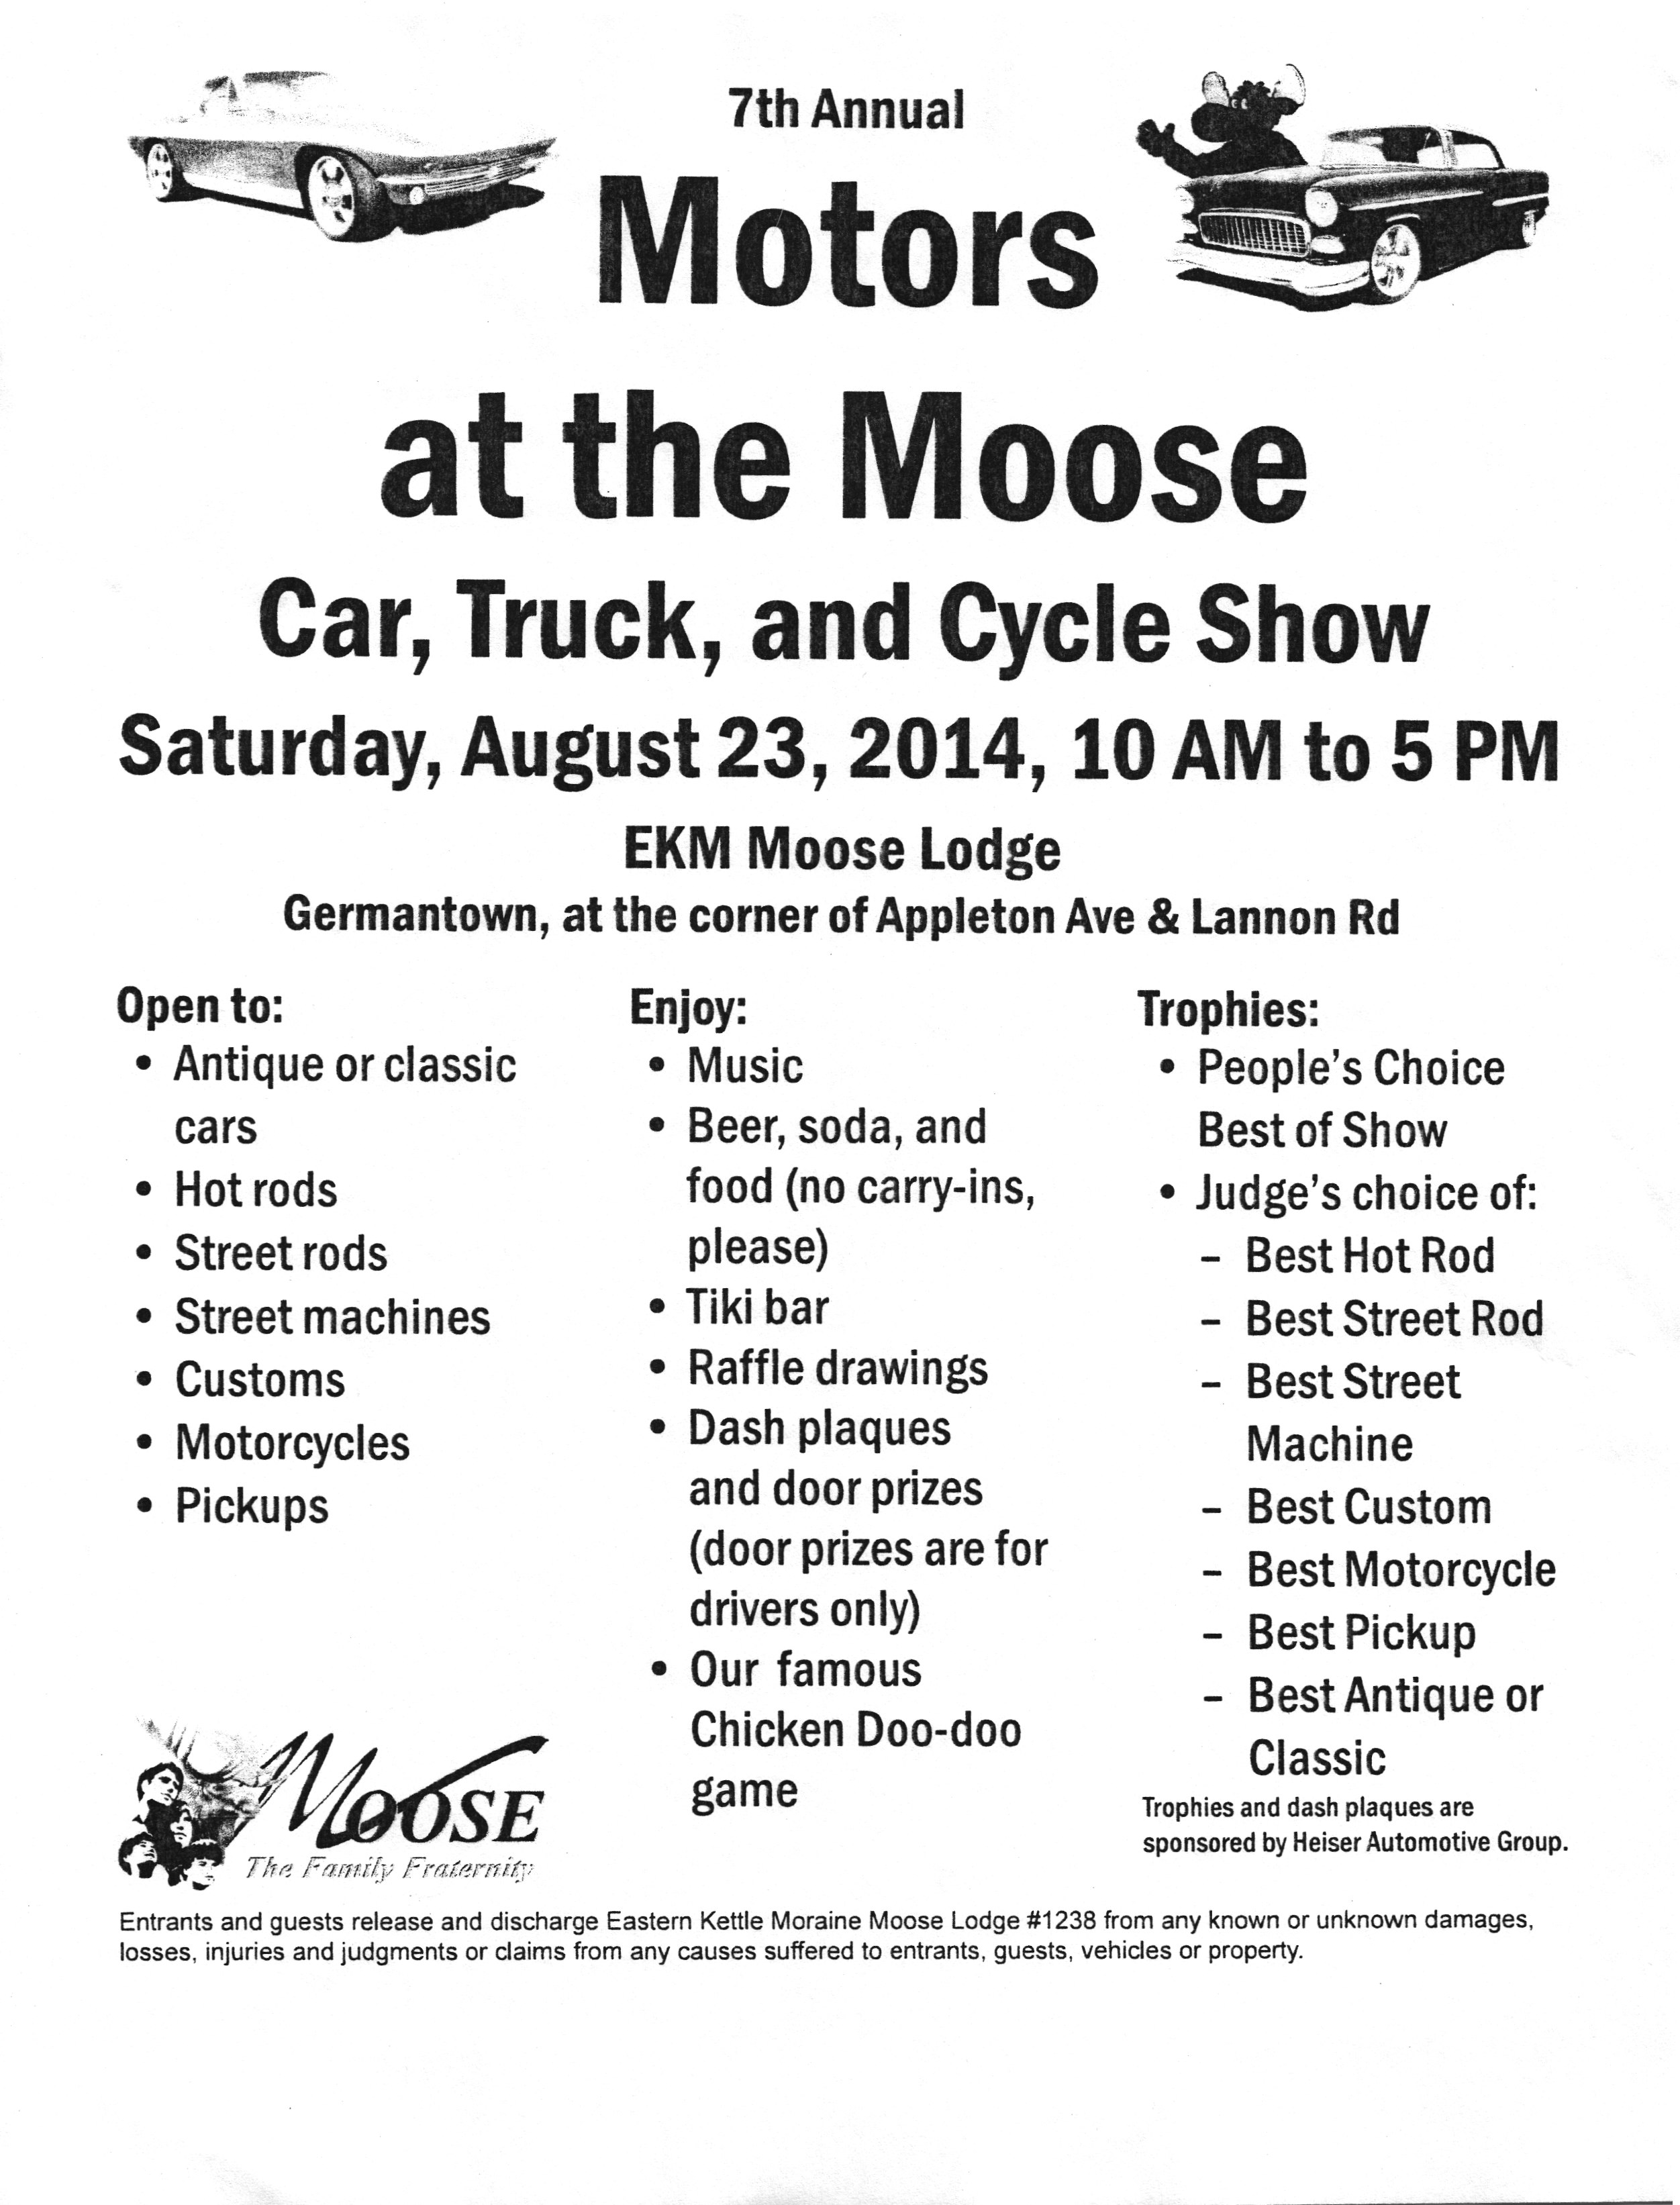 7th Annual
Motors
at the Moose
Car, Truck, and Cycle Show
Saturday, August 23, 2014, 10 AM to 5 PM
EKM Moose Lodge
Germantown, at the corner of Appleton Ave & Lannon Rd
Open to:
• Antique or classic
cars
• Hot rods
• Street rods
• Street machines
• Customs
• Motorcycles
• Pickups
Enjoy:
• Music
• Beer, soda, and
food (no carry-ins,
please)
• Tiki bar
• Raffle drawings
• Dash plaques
and door prizes
(door prizes are for
drivers only)
• Our famous
Chicken Doo-doo
game
Trophies:
• People's Choice
Best of Show
• Judge's choice of:
– Best Hot Rod
– Best Street Rod
– Best Street
Machine
– Best Custom
– Best Motorcycle
– Best Pickup
– Best Antique or
Classic
Trophies and dash plaques are
sponsored by Heiser Automotive Group.
MOOSE
The Family Fraternity
Entrants and guests release and discharge Eastern Kettle Moraine Moose Lodge #1238 from any known or unknown damages,
losses, injuries and judgments or claims from any causes suffered to entrants, guests, vehicles or property.